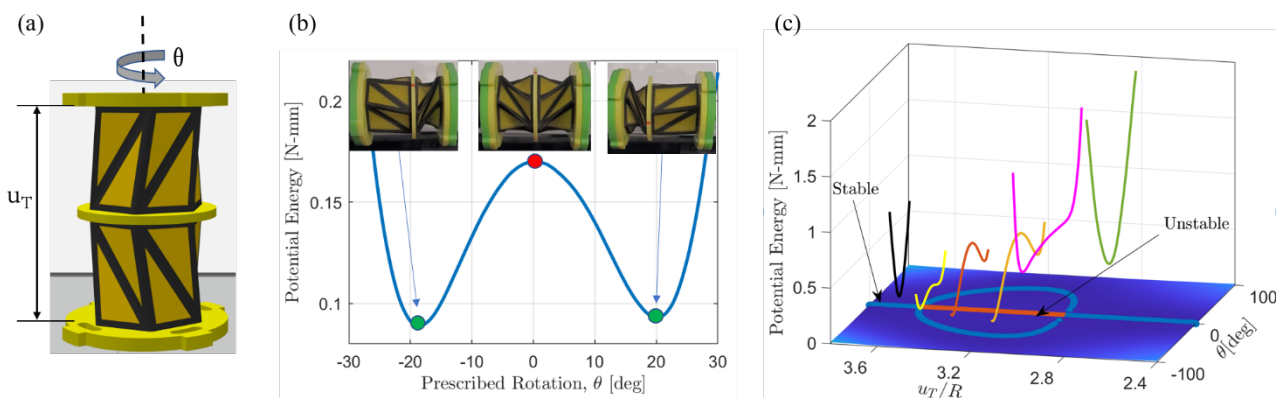 (a)
θ
u_T
(b)
Potential Energy [N-mm]
0.2
0.15
0.1
-30 -20 -10 0 10 20 30
Prescribed Rotation, θ [deg]
(c)
Potential Energy [N-mm]
2
1.5
1
0.5
0
Stable
Unstable
3.6 3.2 2.8 2.4
u_T/R
-100 0 100
θ[deg]